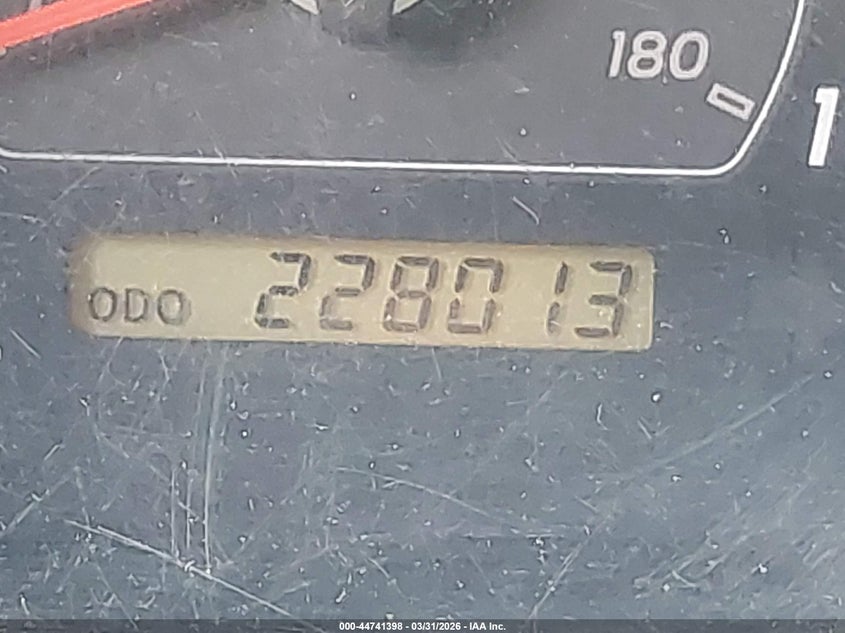 180
1
ODO 228013
000-44741398 - 03/31/2026 - IAA Inc.